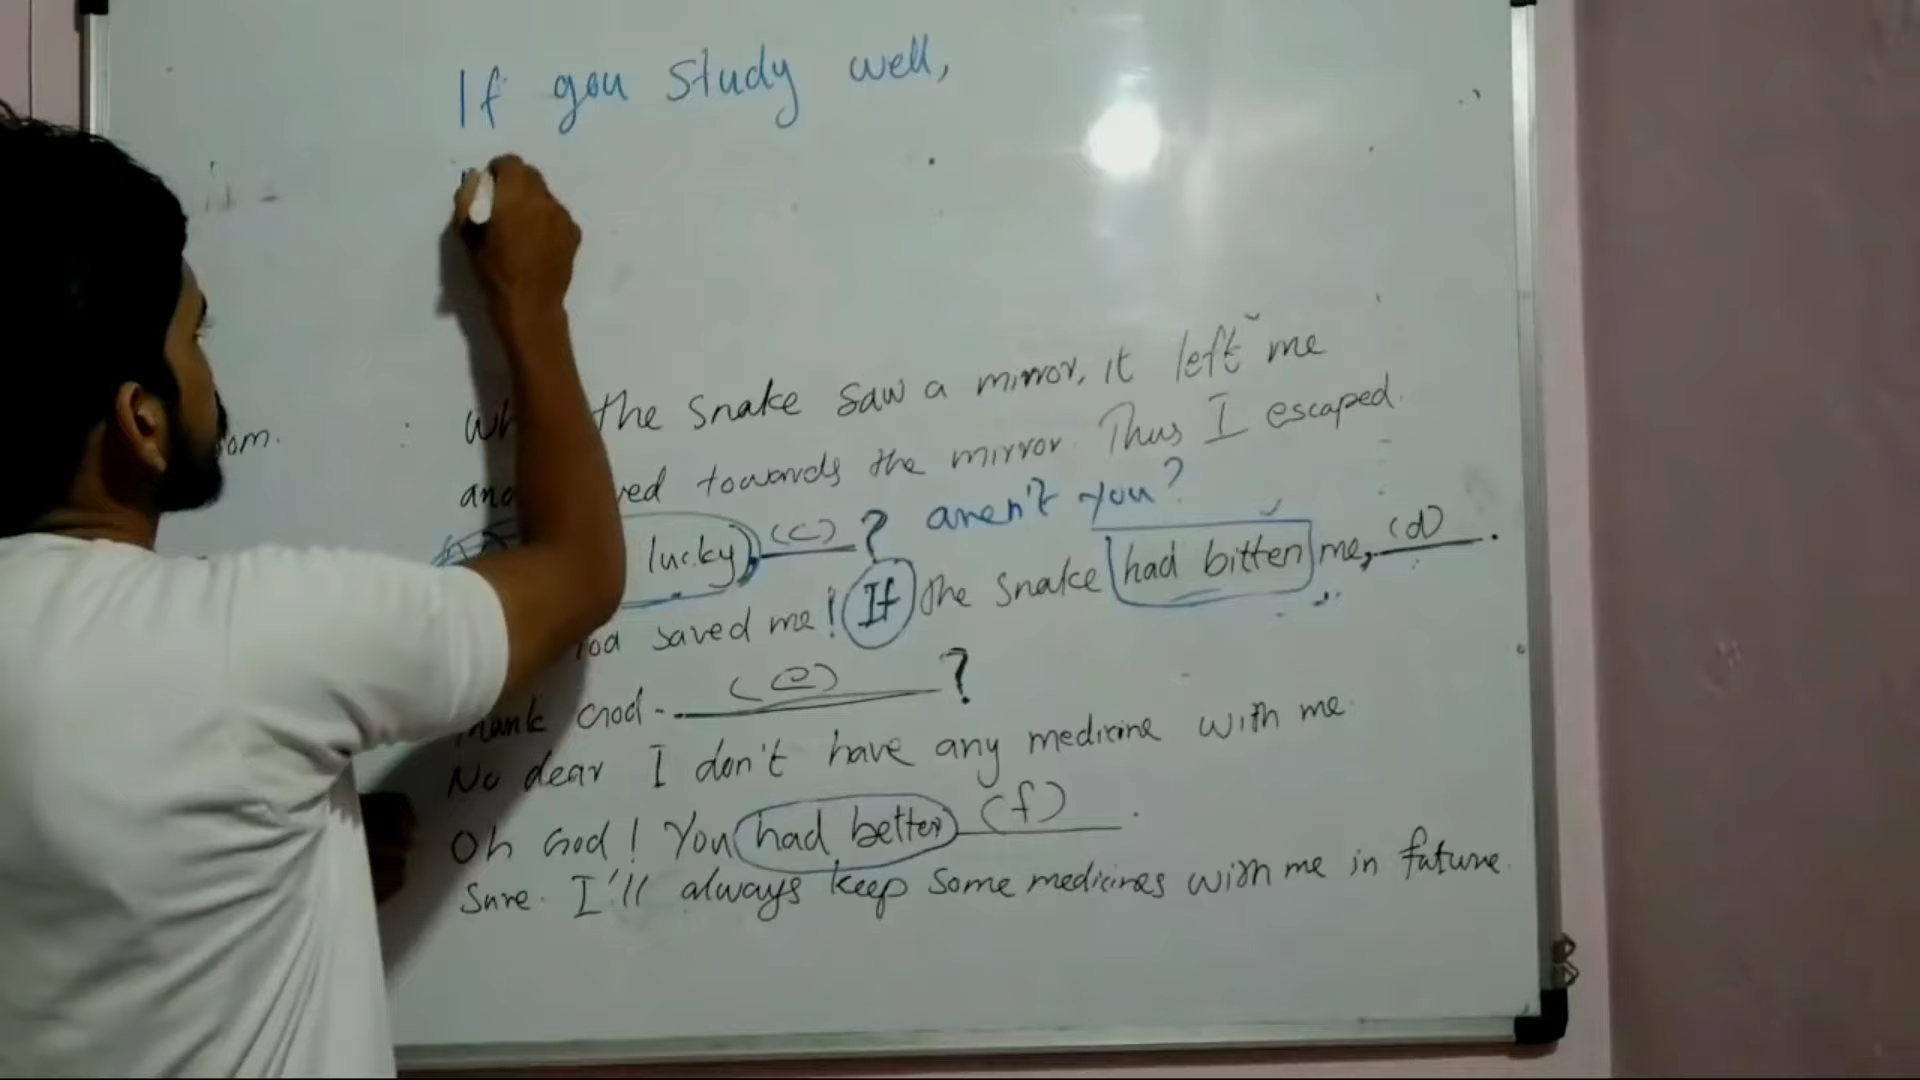 If you study well,
the snake saw a mirror, it left me
towards the mirror. Thus I escaped.
lucky, (c) ? aren't you?
saved me! If the snake had bitten me, (d) .
God. (e) ?
No dear I don't have any medicine with me
Oh God! You had better (f) .
Sure. I'll always keep some medicines with me in future.